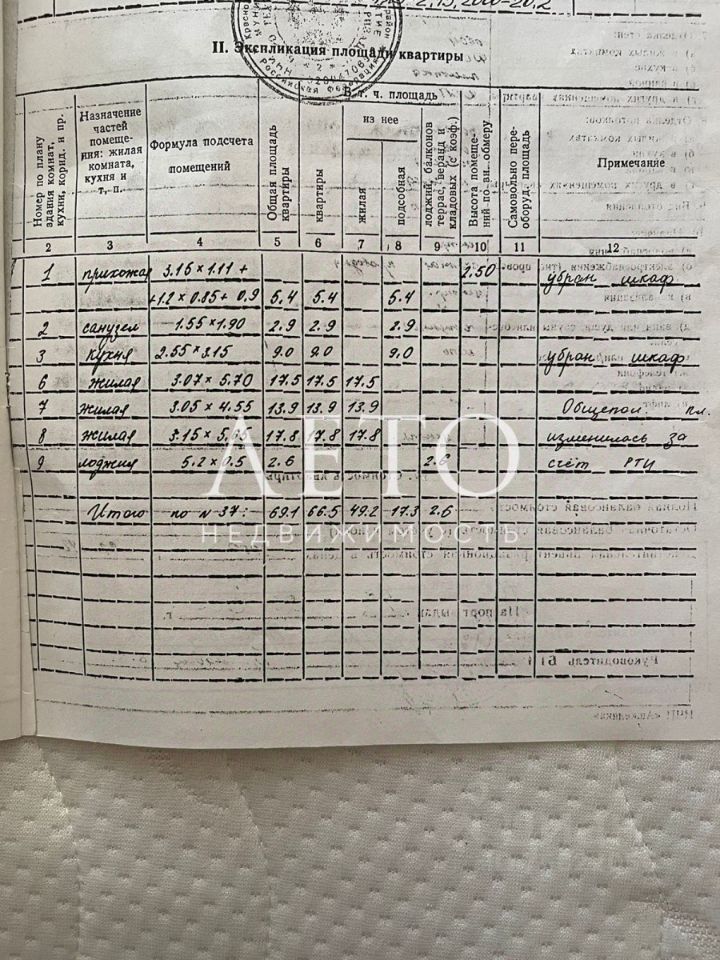 II. Экспликация площади квартиры
Российская Федерация
В т. ч. площадь
из нее
Номер по плану здания комнат, кухни, корид. и пр.
Назначение частей помещения: жилая комната, кухня и т. п.
Формула подсчета помещений
Общая площадь квартиры
квартиры
жилая
подсобная
лоджий, балконов террас, веранд и кладовых (с коэф.)
Высота помещений по вн. обмеру
Самовольно переоборуд. площадь
Примечание
2 3 4 5 6 7 8 9 10 11 12
1 прихожая 3.15 x 1.11 + 2.50 убран шкаф
+1.2 x 0.85 + 0.9 5.4 5.4 5.4
2 санузел 1.55 x 1.90 2.9 2.9 2.9
3 кухня 2.55 x 3.15 9.0 9.0 9.0 убран шкаф
6 жилая 3.07 x 5.70 17.5 17.5 17.5
7 жилая 3.05 x 4.55 13.9 13.9 13.9 Общепол. пл.
8 жилая 17.8 17.8 17.8 изменилась за
9 лоджия 5.2 x 0.5 2.6 2.6 счёт РТИ
Итого по N 37: 69.1 66.5 49.2 17.3 2.6
АЕГО
НЕДВИЖИМОСТЬ